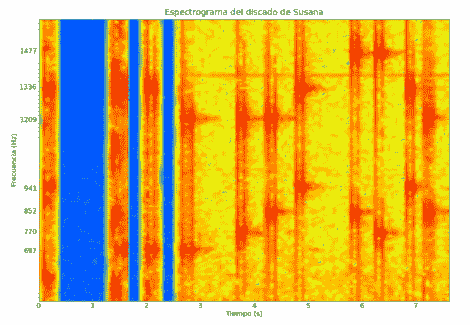 Espectrograma del discado de Susana
Frecuencia (Hz)
1477
1336
1209
941
852
770
697
0 1 2 3 4 5 6 7
Tiempo (s)